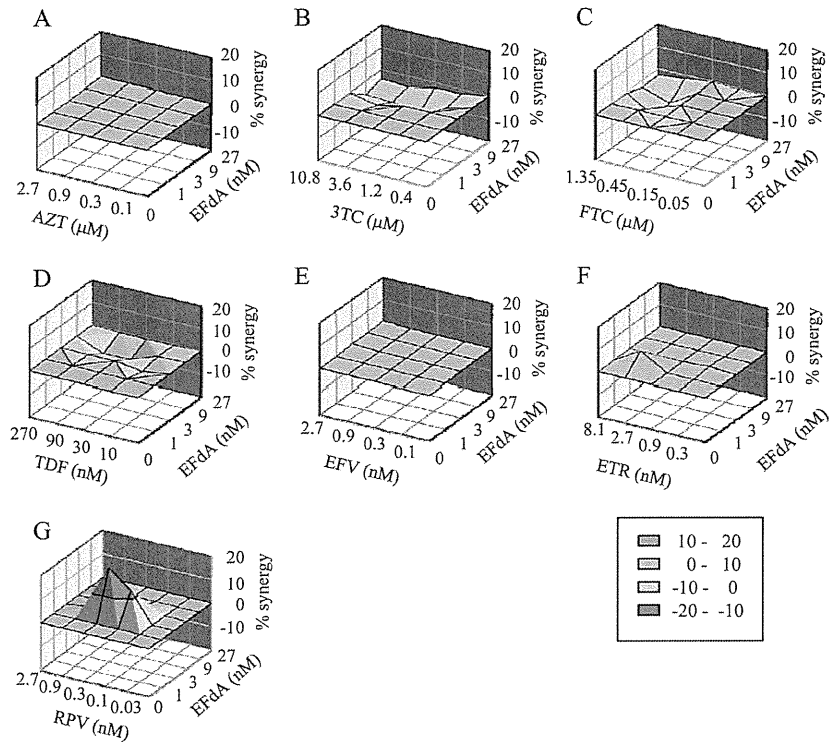 A
20
10
0
-10
% synergy
27
9
3
1
0
EFdA (nM)
2.7
0.9
0.3
0.1
AZT (μM)
B
20
10
0
-10
% synergy
27
9
3
1
0
EFdA (nM)
10.8
3.6
1.2
0.4
3TC (μM)
C
20
10
0
-10
% synergy
27
9
3
1
0
EFdA (nM)
1.35
0.45
0.15
0.05
FTC (μM)
D
20
10
0
-10
% synergy
27
9
3
1
0
EFdA (nM)
270
90
30
10
TDF (nM)
E
20
10
0
-10
% synergy
27
9
3
1
0
EFdA (nM)
2.7
0.9
0.3
0.1
EFV (nM)
F
20
10
0
-10
% synergy
27
9
3
1
0
EFdA (nM)
8.1
2.7
0.9
0.3
ETR (nM)
G
20
10
0
-10
% synergy
27
9
3
1
0
EFdA (nM)
2.7
0.9
0.3
0.1
0.03
RPV (nM)
10 - 20
0 - 10
-10 - 0
-20 - -10